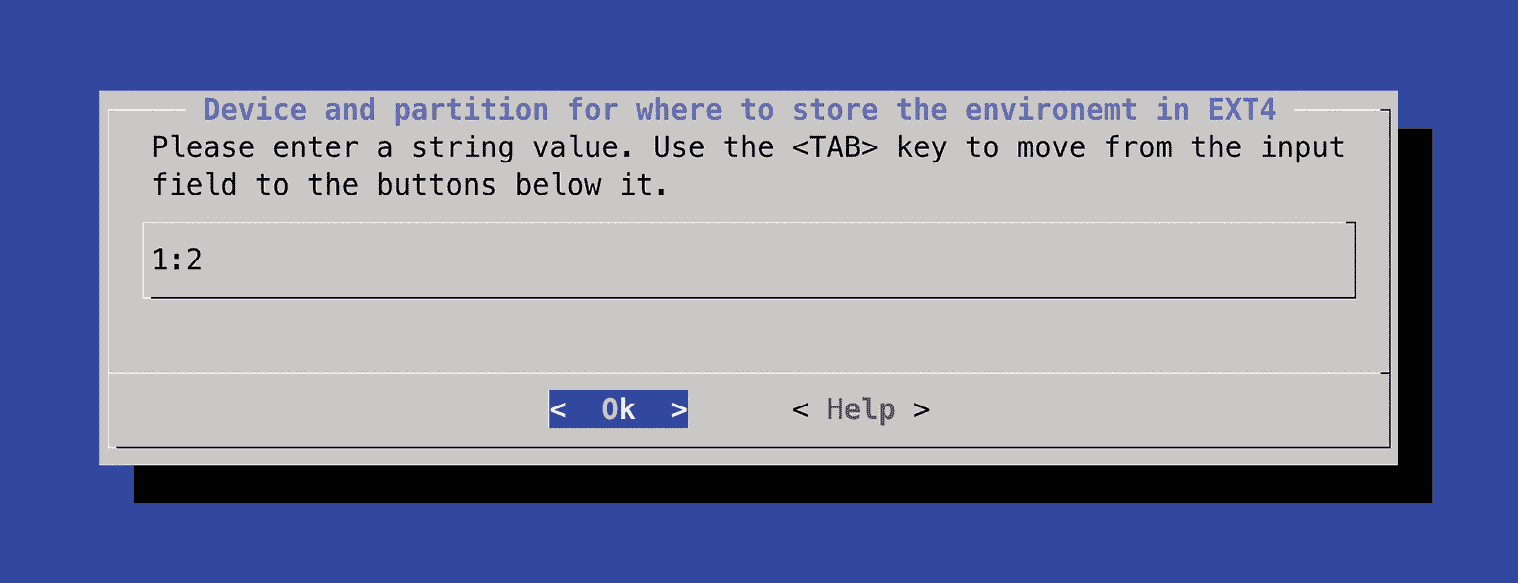 Device and partition for where to store the environemt in EXT4
Please enter a string value. Use the <TAB> key to move from the input
field to the buttons below it.
1:2
< Ok > < Help >